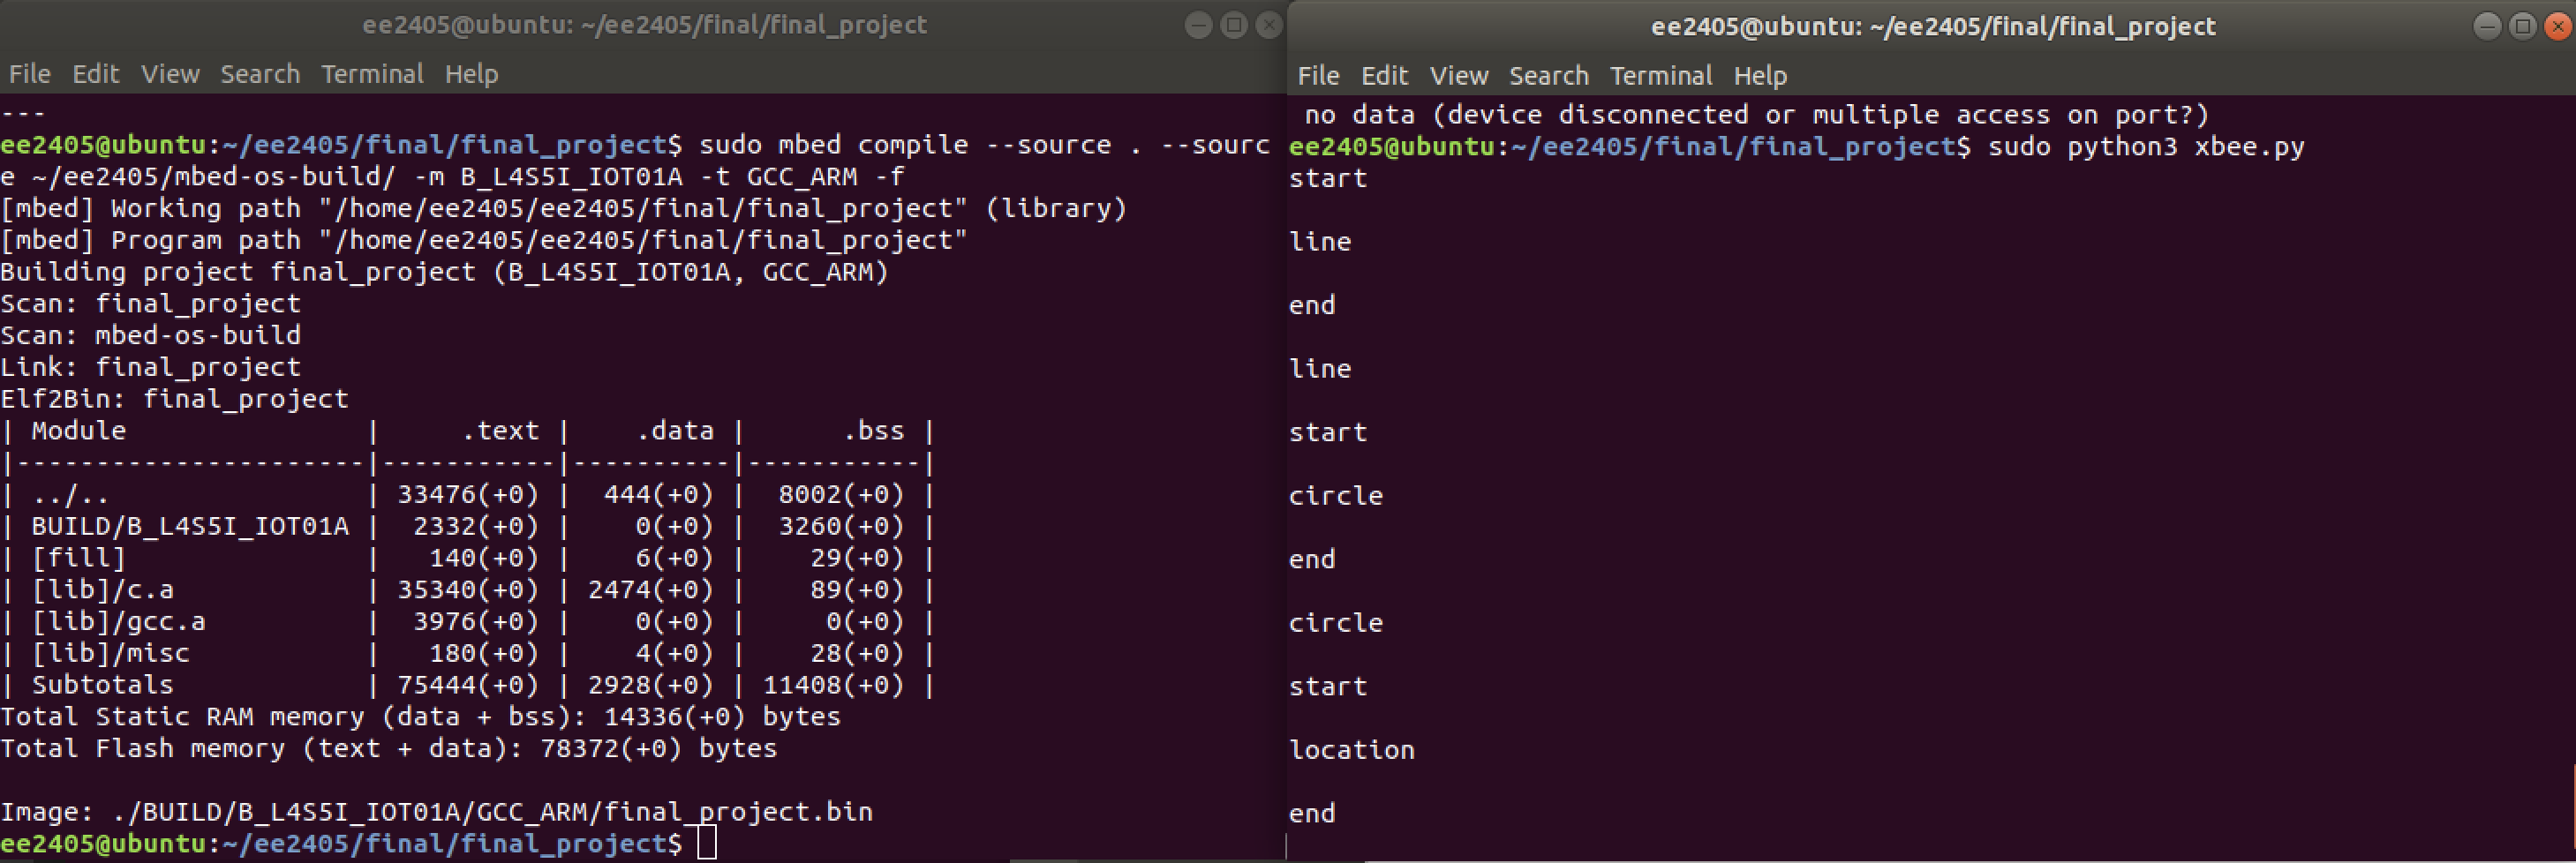 ee2405@ubuntu: ~/ee2405/final/final_project
File Edit View Search Terminal Help
---
ee2405@ubuntu:~/ee2405/final/final_project$ sudo mbed compile --source . --sourc
e ~/ee2405/mbed-os-build/ -m B_L4S5I_IOT01A -t GCC_ARM -f
[mbed] Working path "/home/ee2405/ee2405/final/final_project" (library)
[mbed] Program path "/home/ee2405/ee2405/final/final_project"
Building project final_project (B_L4S5I_IOT01A, GCC_ARM)
Scan: final_project
Scan: mbed-os-build
Link: final_project
Elf2Bin: final_project
| Module                |     .text |    .data |      .bss |
|----------------------|-----------|----------|-----------|
| ../..                 | 33476(+0) |  444(+0) |  8002(+0) |
| BUILD/B_L4S5I_IOT01A |  2332(+0) |    0(+0) |  3260(+0) |
| [fill]                |   140(+0) |    6(+0) |    29(+0) |
| [lib]/c.a             | 35340(+0) | 2474(+0) |    89(+0) |
| [lib]/gcc.a           |  3976(+0) |    0(+0) |     0(+0) |
| [lib]/misc            |   180(+0) |    4(+0) |    28(+0) |
| Subtotals             | 75444(+0) | 2928(+0) | 11408(+0) |
Total Static RAM memory (data + bss): 14336(+0) bytes
Total Flash memory (text + data): 78372(+0) bytes
Image: ./BUILD/B_L4S5I_IOT01A/GCC_ARM/final_project.bin
ee2405@ubuntu:~/ee2405/final/final_project$
ee2405@ubuntu: ~/ee2405/final/final_project
File Edit View Search Terminal Help
no data (device disconnected or multiple access on port?)
ee2405@ubuntu:~/ee2405/final/final_project$ sudo python3 xbee.py
start
line
end
line
start
circle
end
circle
start
location
end